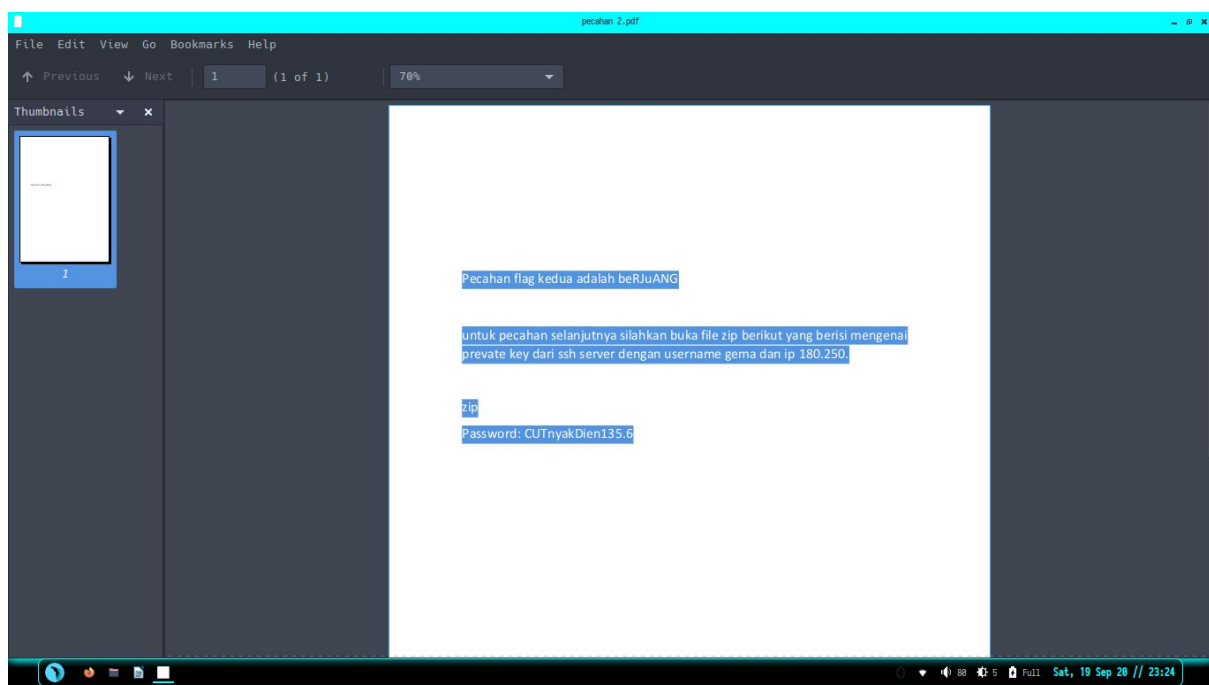 pecahan 2.pdf
File Edit View Go Bookmarks Help
Previous Next 1 (1 of 1) 70%
Thumbnails
1
Pecahan flag kedua adalah beRJuANG
untuk pecahan selanjutnya silahkan buka file zip berikut yang berisi mengenai
prevate key dari ssh server dengan username gema dan ip 180.250.
zip
Password: CUTnyakDien135.6
80 5 Full Sat, 19 Sep 20 // 23:24